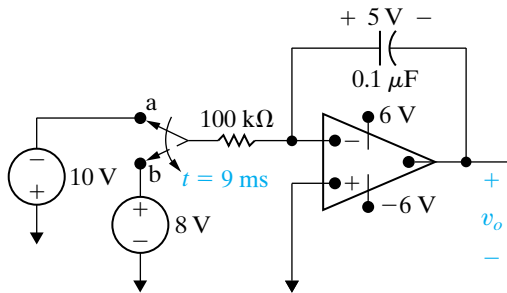 + 5 V −
0.1 μF
a
100 kΩ
6 V
−
+
−
+
10 V
b
t = 9 ms
+
−
8 V
−6 V
+
v_o
−